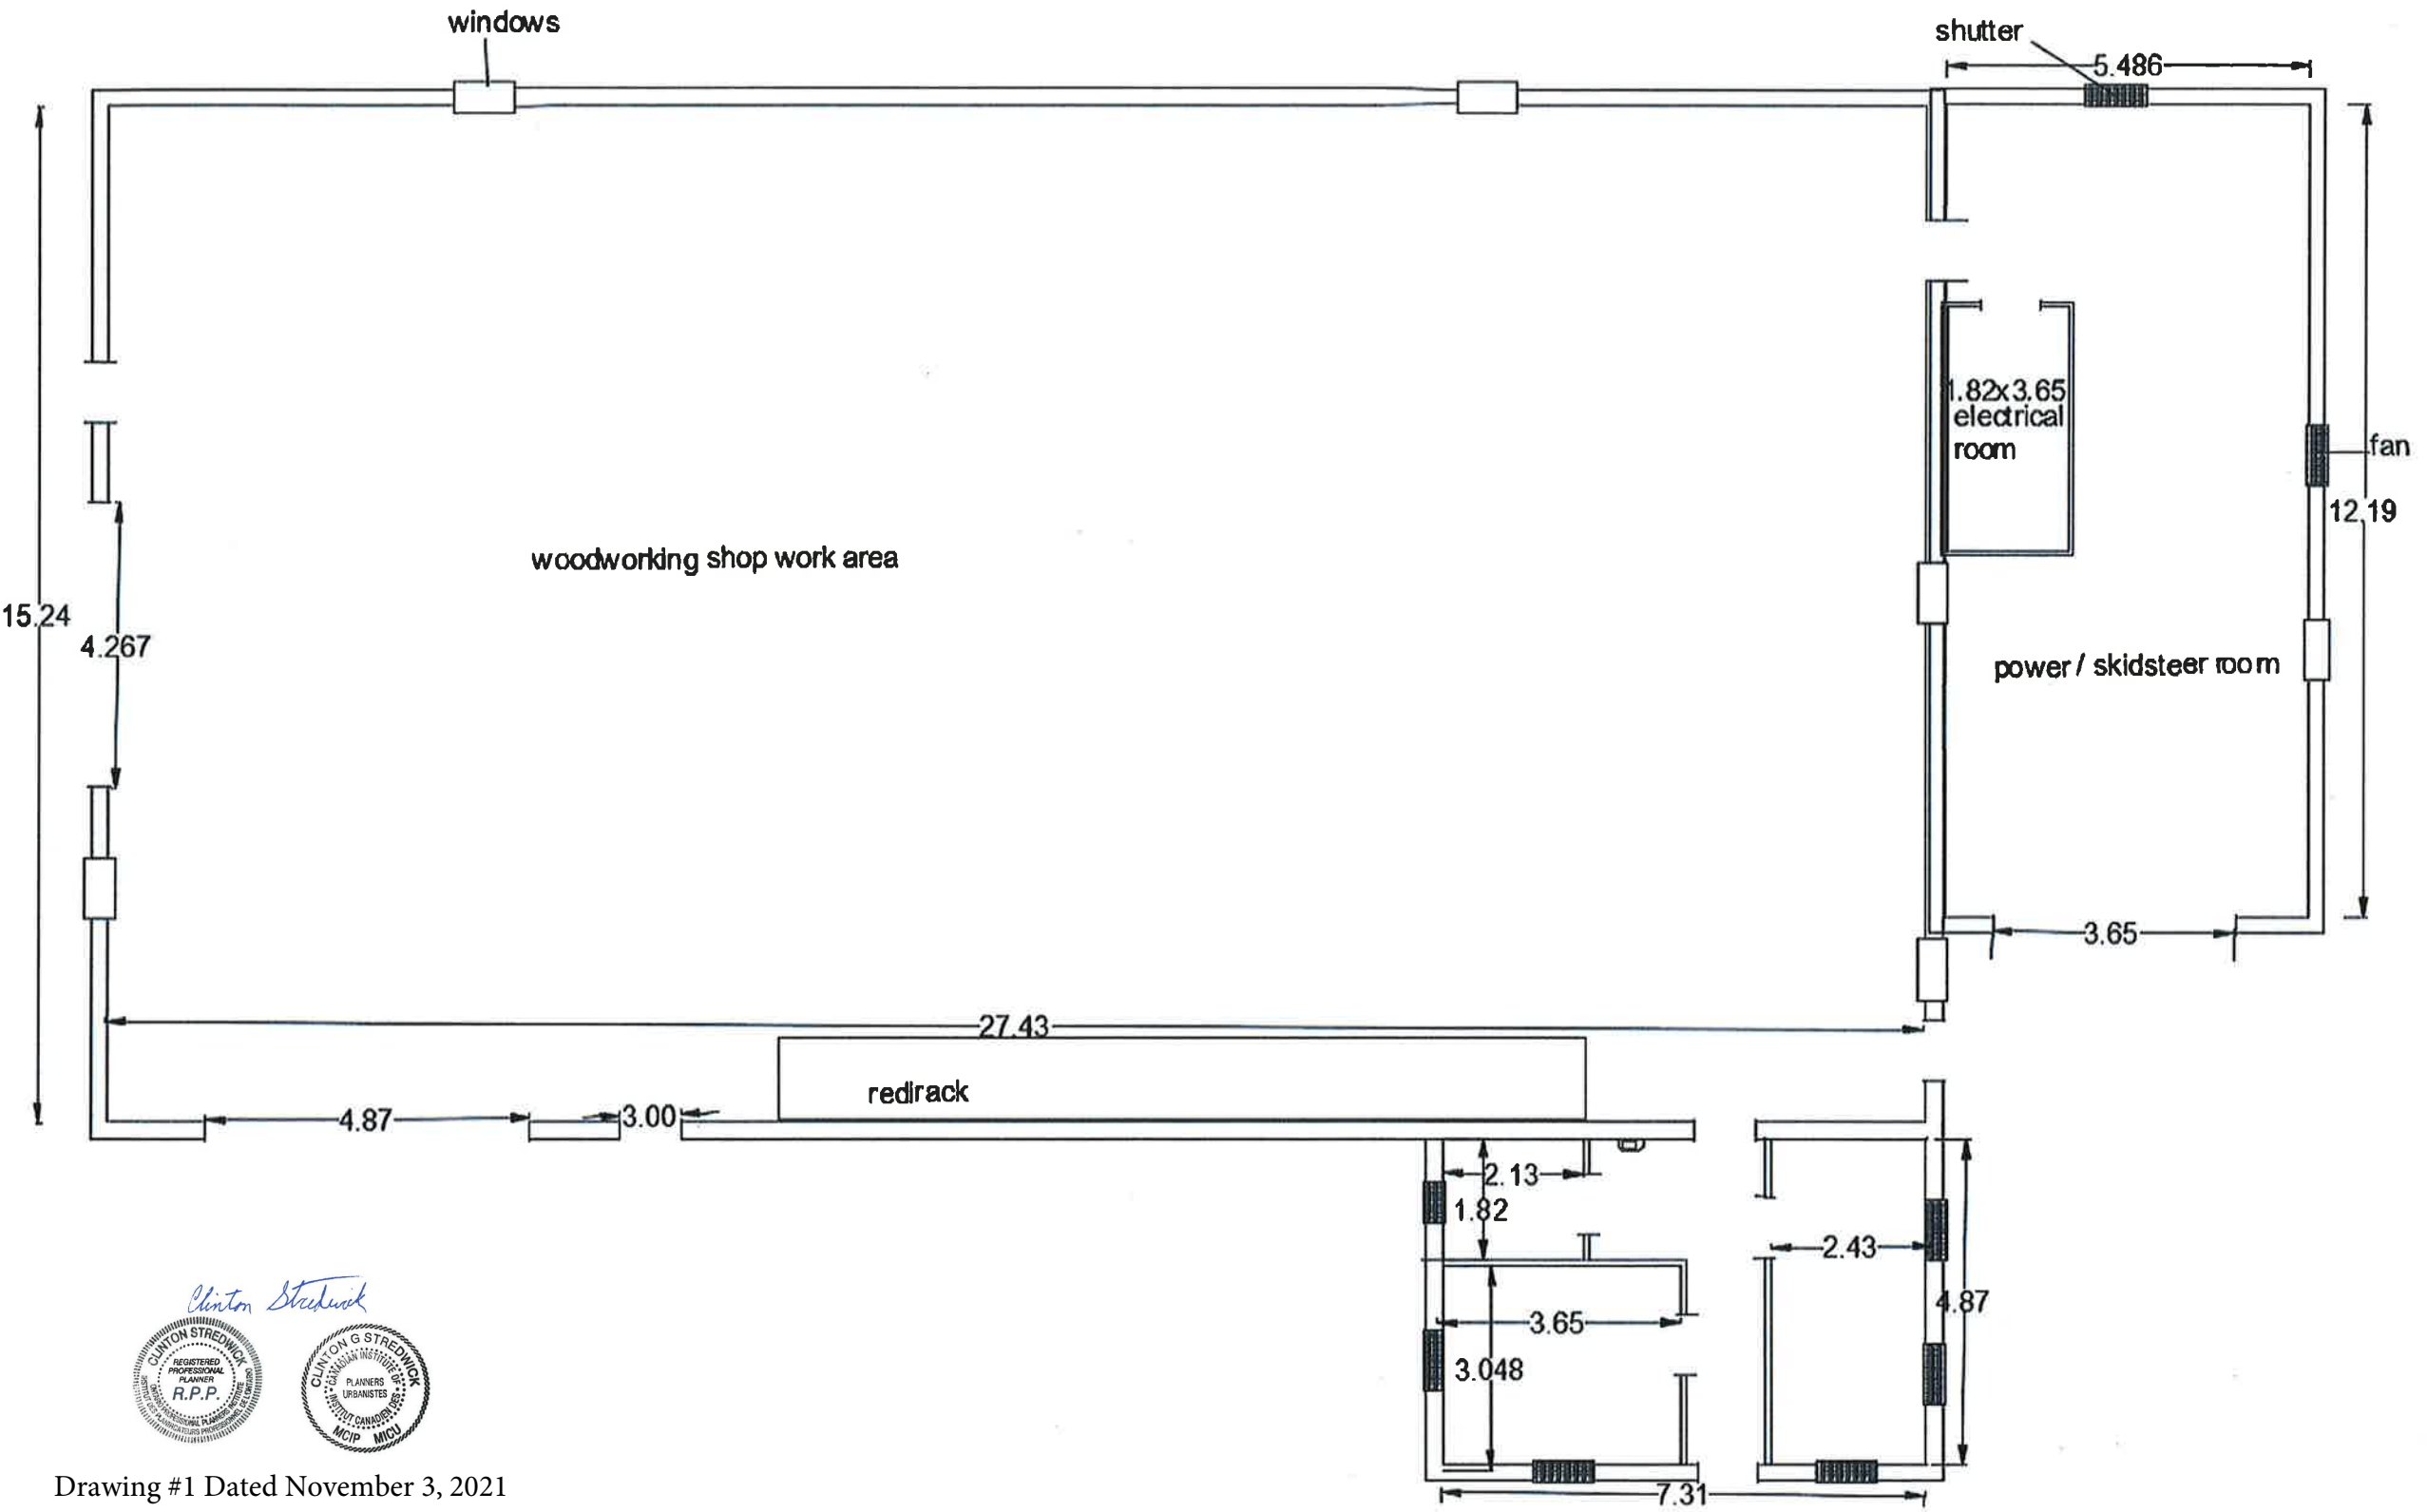 windows
shutter
5.486
1.82x3.65
electrical
room
fan
12.19
woodworking shop work area
15.24
4.267
power / skidsteer room
3.65
27.43
redirack
4.87
3.00
2.13
1.82
2.43
4.87
3.65
3.048
7.31
Clinton Stredwick
CLINTON STREDWICK
REGISTERED
PROFESSIONAL
PLANNER
R.P.P.
CLINTON G STREDWICK
CANADIAN INSTITUTE OF
PLANNERS
URBANISTES
INSTITUT CANADIEN DES
MCIP MICU
Drawing #1 Dated November 3, 2021